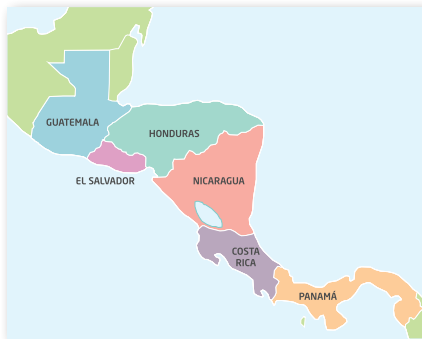 GUATEMALA
HONDURAS
EL SALVADOR
NICARAGUA
COSTA
RICA
PANAMÁ